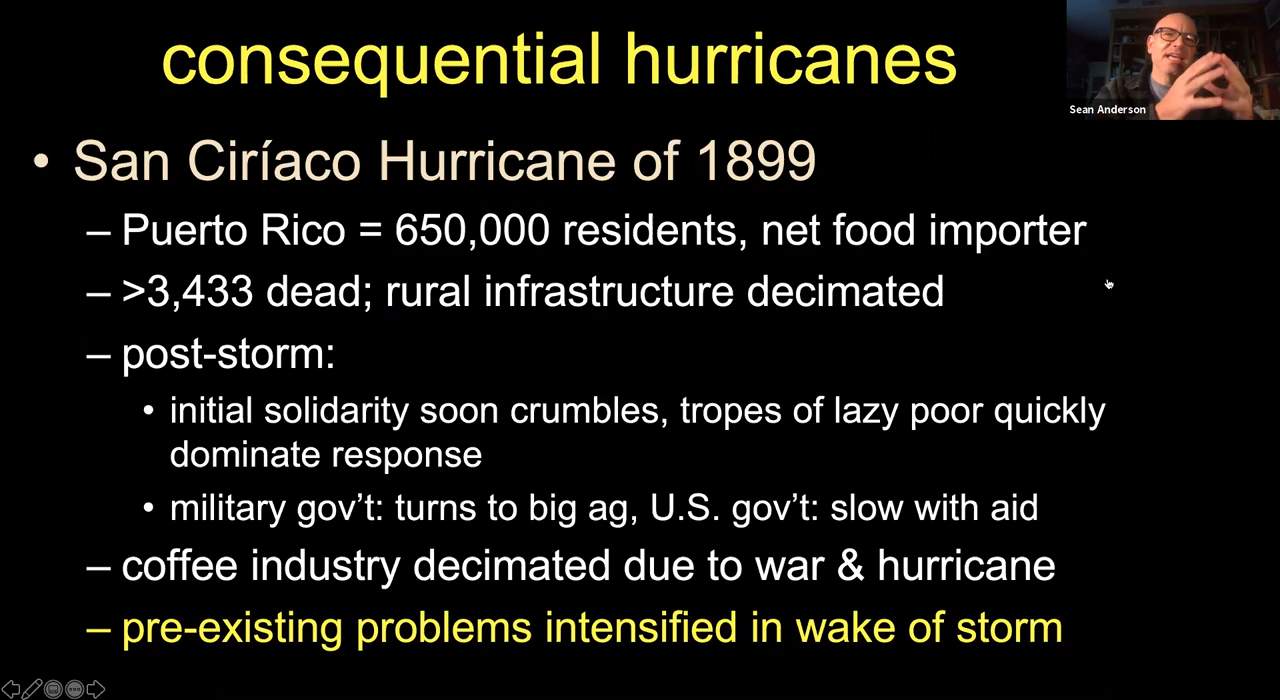 consequential hurricanes
Sean Anderson
• San Ciríaco Hurricane of 1899
– Puerto Rico = 650,000 residents, net food importer
– >3,433 dead; rural infrastructure decimated
– post-storm:
• initial solidarity soon crumbles, tropes of lazy poor quickly
dominate response
• military gov’t: turns to big ag, U.S. gov’t: slow with aid
– coffee industry decimated due to war & hurricane
– pre-existing problems intensified in wake of storm